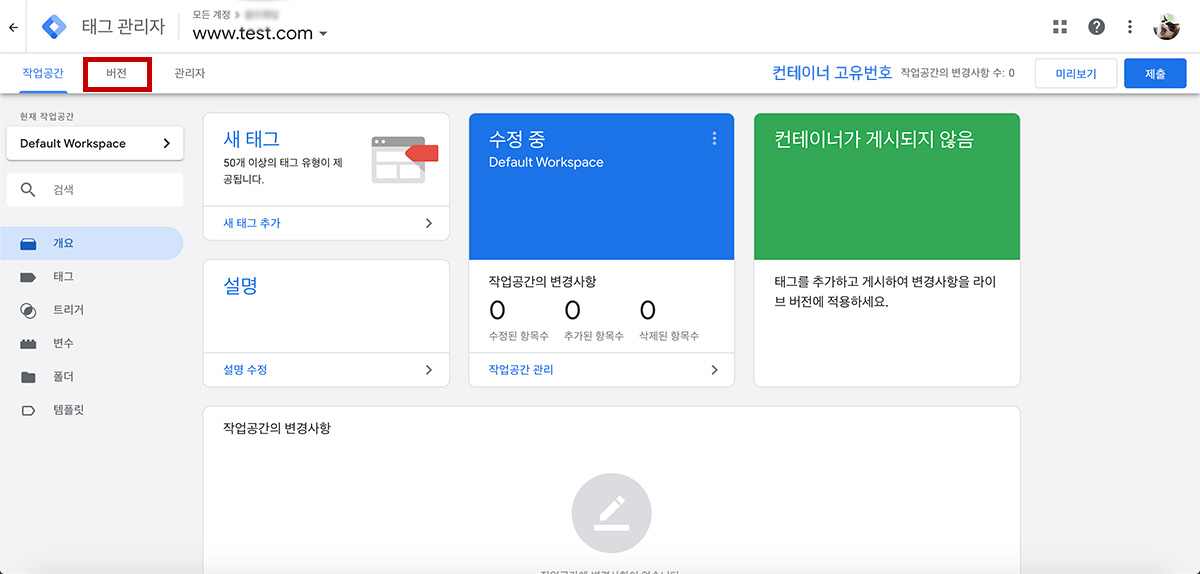 태그 관리자
모든 계정 >
www.test.com
작업공간
버전
관리자
컨테이너 고유번호
작업공간의 변경사항 수: 0
미리보기
제출
현재 작업공간
Default Workspace
검색
개요
태그
트리거
변수
폴더
템플릿
새 태그
50개 이상의 태그 유형이 제
공됩니다.
새 태그 추가
설명
설명 수정
수정 중
Default Workspace
작업공간의 변경사항
0 0 0
수정된 항목수 추가된 항목수 삭제된 항목수
작업공간 관리
컨테이너가 게시되지 않음
태그를 추가하고 게시하여 변경사항을 라이
브 버전에 적용하세요.
작업공간의 변경사항